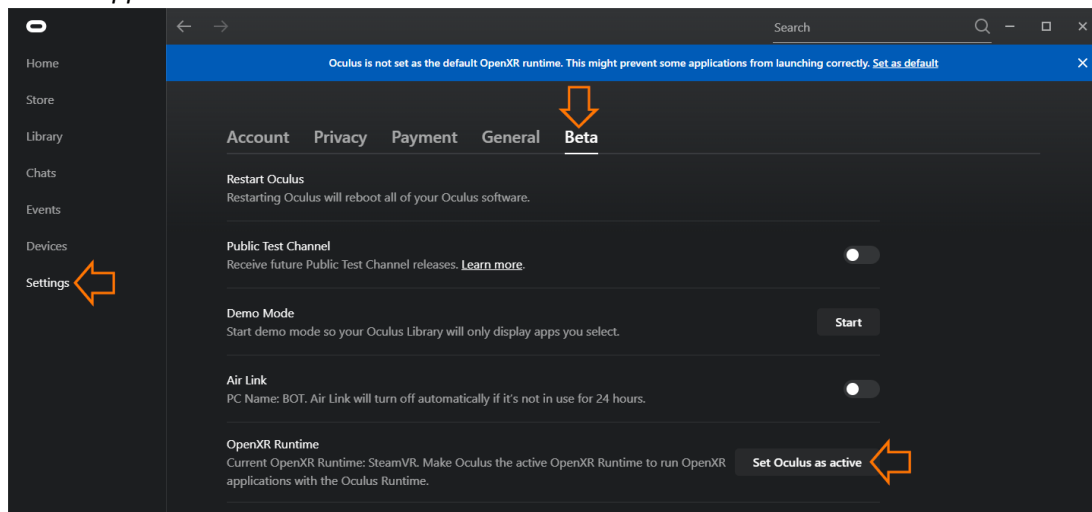 Search
Home
Oculus is not set as the default OpenXR runtime. This might prevent some applications from launching correctly. Set as default
Store
Library
Account Privacy Payment General Beta
Chats
Events
Devices
Settings
Restart Oculus
Restarting Oculus will reboot all of your Oculus software.
Public Test Channel
Receive future Public Test Channel releases. Learn more.
Demo Mode
Start demo mode so your Oculus Library will only display apps you select.
Start
Air Link
PC Name: BOT. Air Link will turn off automatically if it's not in use for 24 hours.
OpenXR Runtime
Current OpenXR Runtime: SteamVR. Make Oculus the active OpenXR Runtime to run OpenXR
applications with the Oculus Runtime.
Set Oculus as active